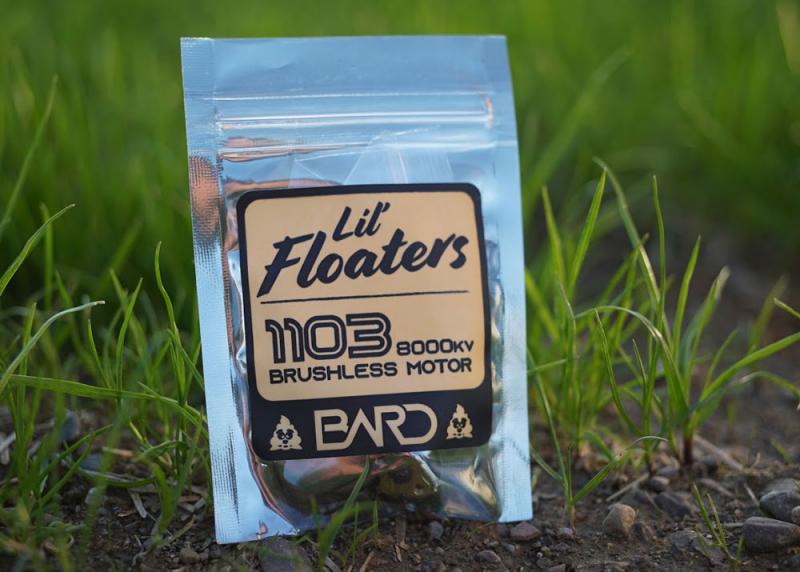 Lil'
Floaters
1103 8000KV
BRUSHLESS MOTOR
BARD